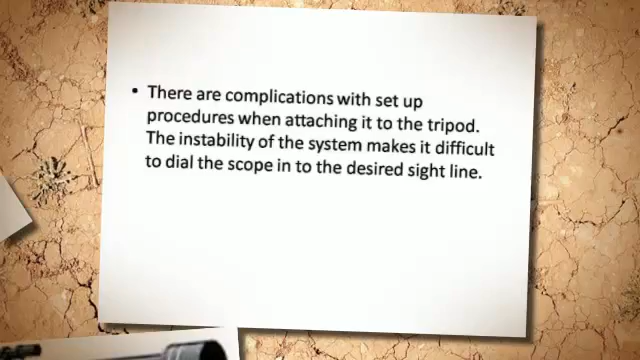 • There are complications with set up
procedures when attaching it to the tripod.
The instability of the system makes it difficult
to dial the scope in to the desired sight line.